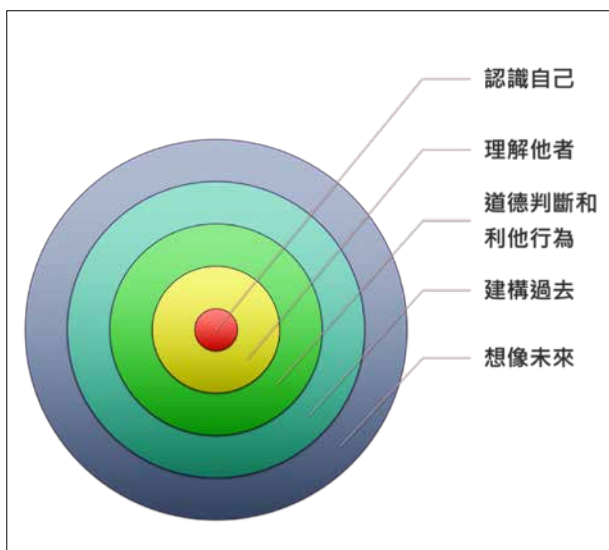 認識自己
理解他者
道德判斷和
利他行為
建構過去
想像未來